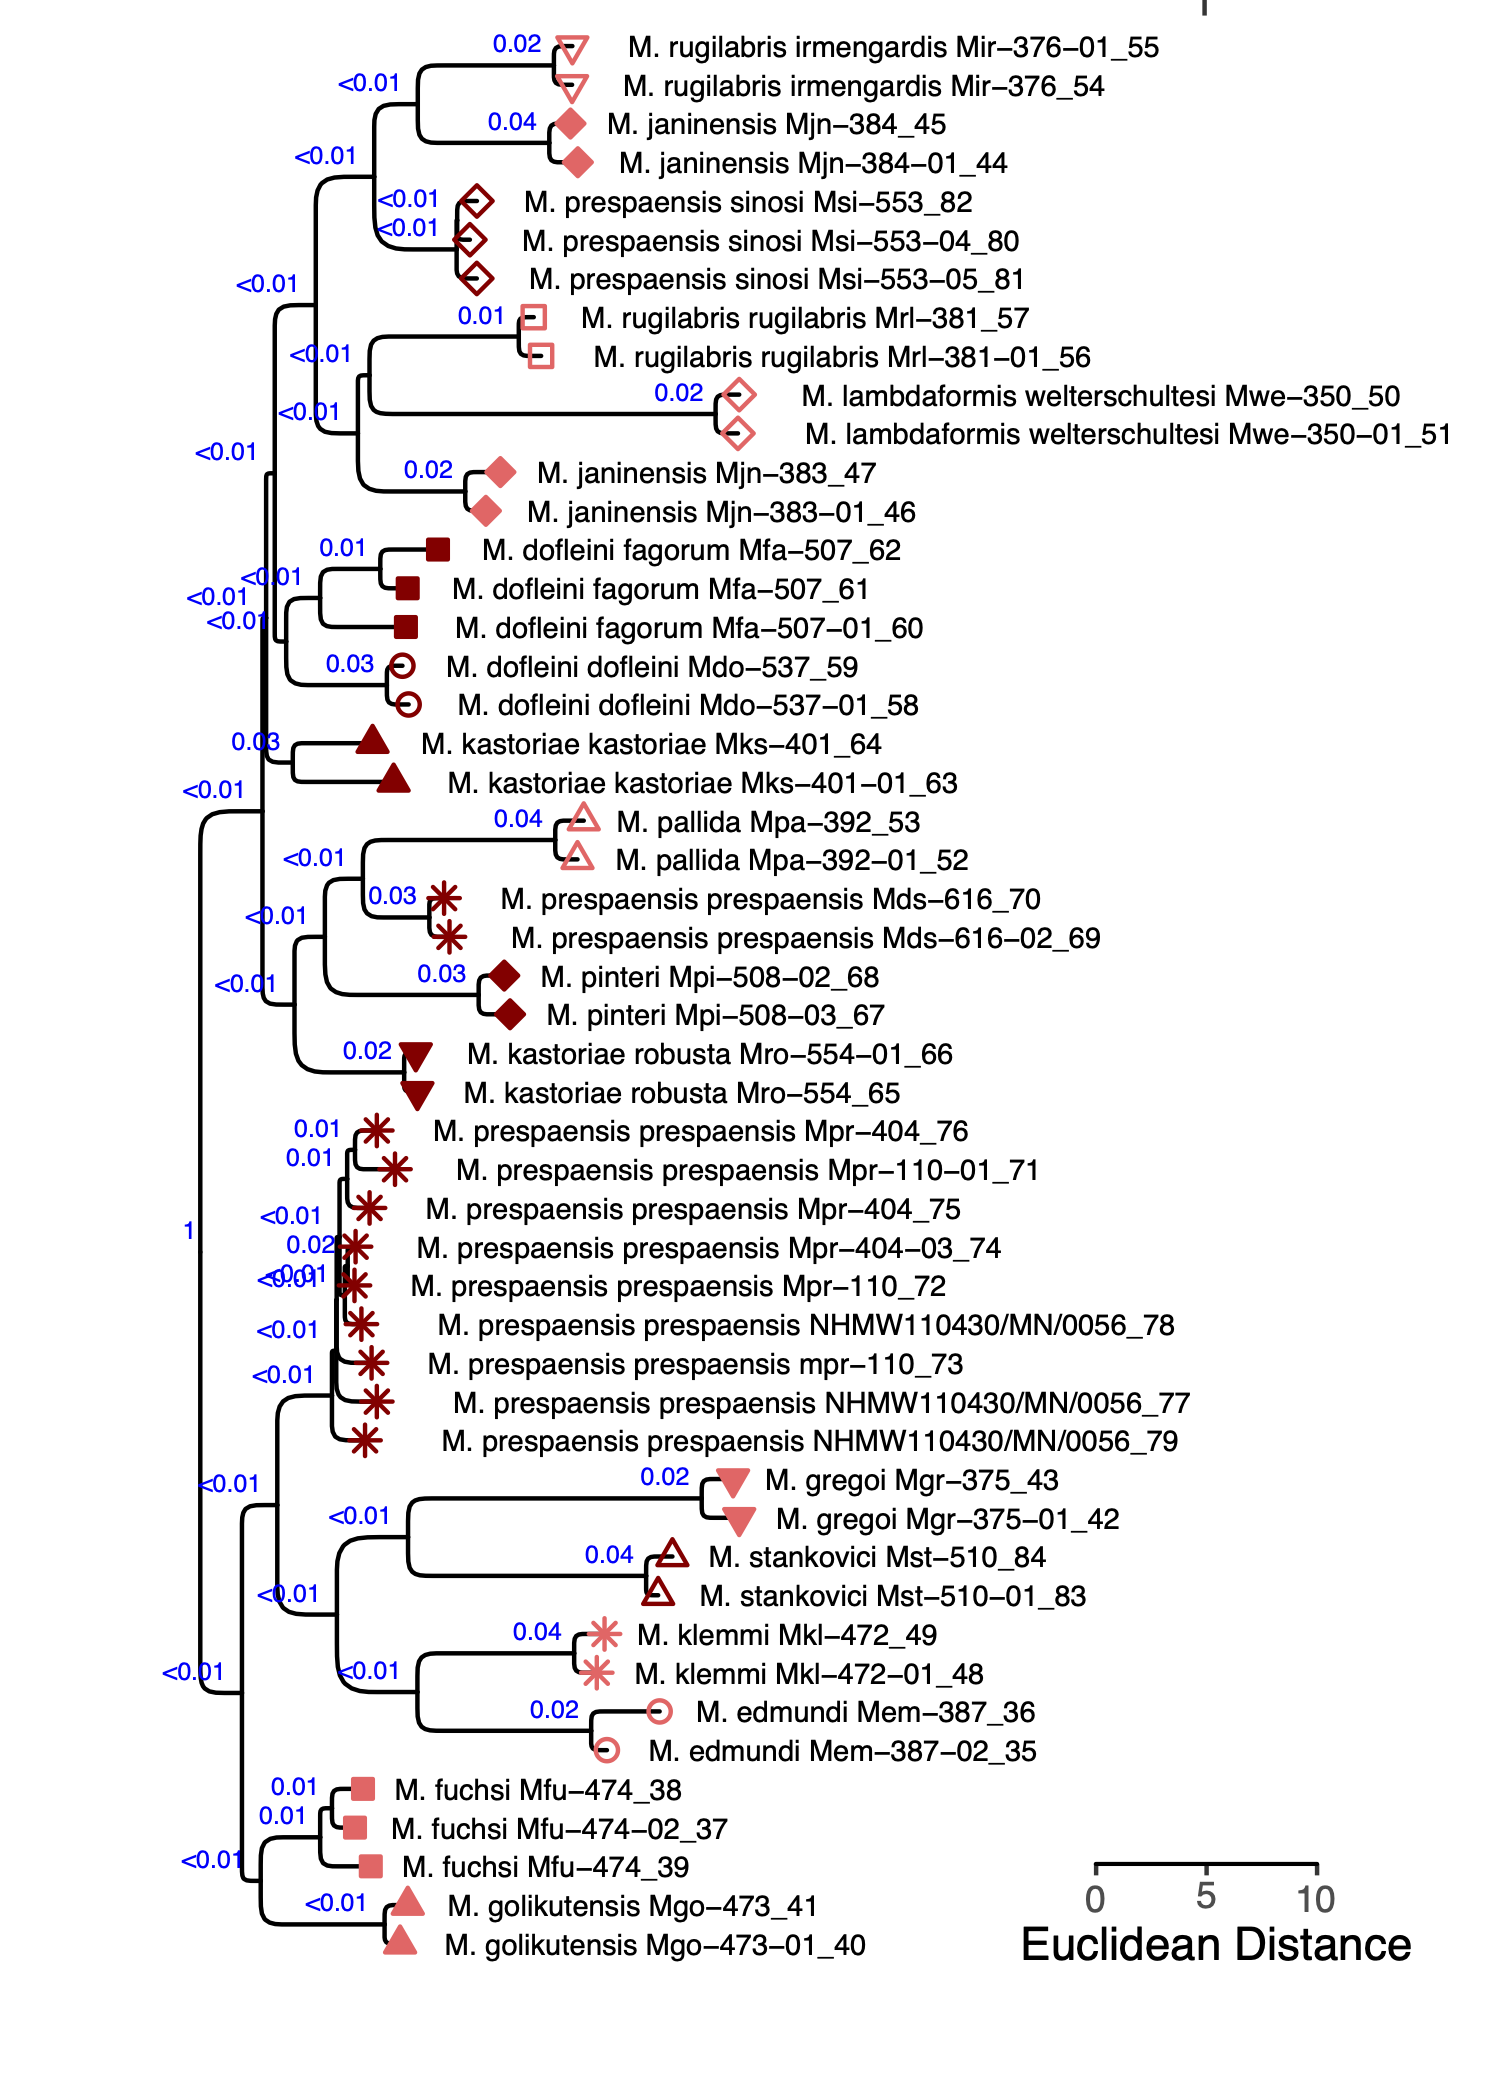 0.02
M. rugilabris irmengardis Mir−376−01_55
<0.01
M. rugilabris irmengardis Mir−376_54
0.04
M. janinensis Mjn−384_45
<0.01
M. janinensis Mjn−384−01_44
<0.01
M. prespaensis sinosi Msi−553_82
<0.01
M. prespaensis sinosi Msi−553−04_80
<0.01
M. prespaensis sinosi Msi−553−05_81
0.01
M. rugilabris rugilabris Mrl−381_57
<0.01
M. rugilabris rugilabris Mrl−381−01_56
0.02
M. lambdaformis welterschultesi Mwe−350_50
<0.01
M. lambdaformis welterschultesi Mwe−350−01_51
<0.01
0.02
M. janinensis Mjn−383_47
M. janinensis Mjn−383−01_46
0.01
M. dofleini fagorum Mfa−507_62
<0.01
M. dofleini fagorum Mfa−507_61
<0.01
<0.01
M. dofleini fagorum Mfa−507−01_60
0.03
M. dofleini dofleini Mdo−537_59
M. dofleini dofleini Mdo−537−01_58
0.03
M. kastoriae kastoriae Mks−401_64
<0.01
M. kastoriae kastoriae Mks−401−01_63
0.04
M. pallida Mpa−392_53
<0.01
M. pallida Mpa−392−01_52
0.03
M. prespaensis prespaensis Mds−616_70
<0.01
M. prespaensis prespaensis Mds−616−02_69
<0.01
0.03
M. pinteri Mpi−508−02_68
M. pinteri Mpi−508−03_67
0.02
M. kastoriae robusta Mro−554−01_66
M. kastoriae robusta Mro−554_65
0.01
M. prespaensis prespaensis Mpr−404_76
0.01
M. prespaensis prespaensis Mpr−110−01_71
<0.01
M. prespaensis prespaensis Mpr−404_75
1
0.02
M. prespaensis prespaensis Mpr−404−03_74
<0.01
<0.01
M. prespaensis prespaensis Mpr−110_72
<0.01
M. prespaensis prespaensis NHMW110430/MN/0056_78
<0.01
M. prespaensis prespaensis mpr−110_73
M. prespaensis prespaensis NHMW110430/MN/0056_77
M. prespaensis prespaensis NHMW110430/MN/0056_79
<0.01
0.02
M. gregoi Mgr−375_43
<0.01
M. gregoi Mgr−375−01_42
0.04
M. stankovici Mst−510_84
<0.01
M. stankovici Mst−510−01_83
0.04
M. klemmi Mkl−472_49
<0.01
<0.01
M. klemmi Mkl−472−01_48
0.02
M. edmundi Mem−387_36
M. edmundi Mem−387−02_35
0.01
M. fuchsi Mfu−474_38
0.01
M. fuchsi Mfu−474−02_37
<0.01
M. fuchsi Mfu−474_39
<0.01
M. golikutensis Mgo−473_41
M. golikutensis Mgo−473−01_40
0 5 10
Euclidean Distance